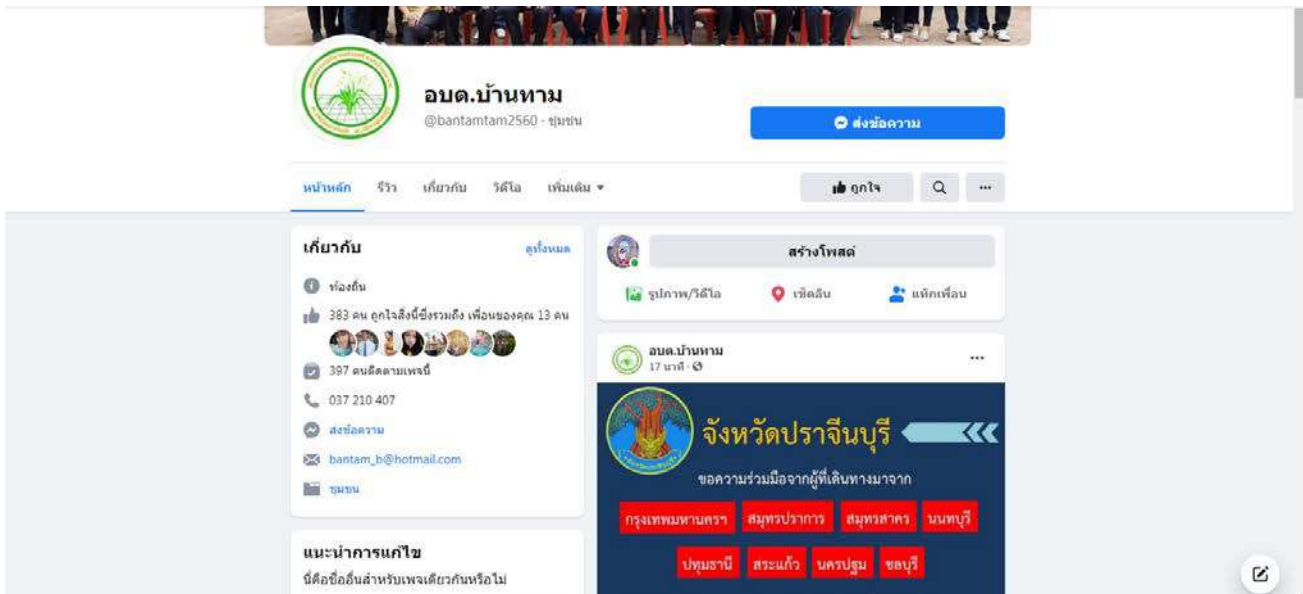 อบต.บ้านทาม
@bantamtam2560 - ชุมชน
ส่งข้อความ
หน้าหลัก รีวิว เกี่ยวกับ วิดีโอ เพิ่มเติม
ถูกใจ
เกี่ยวกับ ดูทั้งหมด
ท้องถิ่น
383 คน ถูกใจสิ่งนี้ซึ่งรวมถึง เพื่อนของคุณ 13 คน
397 คนติดตามเพจนี้
037 210 407
ส่งข้อความ
bantam_b@hotmail.com
ชุมชน
แนะนำการแก้ไข
นี่คือชื่ออื่นสำหรับเพจเดียวกันหรือไม่
สร้างโพสต์
รูปภาพ/วิดีโอ เช็คอิน แท็กเพื่อน
อบต.บ้านทาม
17 นาที
จังหวัดปราจีนบุรี
ขอความร่วมมือจากผู้ที่เดินทางมาจาก
กรุงเทพมหานครฯ สมุทรปราการ สมุทรสาคร นนทบุรี
ปทุมธานี สระแก้ว นครปฐม ชลบุรี